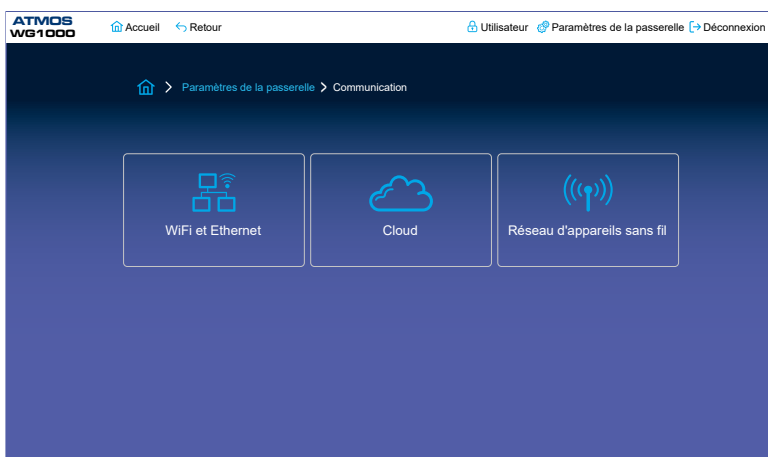 ATMOS
WG1000
Accueil Retour Utilisateur Paramètres de la passerelle Déconnexion
Paramètres de la passerelle Communication
WiFi et Ethernet Cloud Réseau d'appareils sans fil